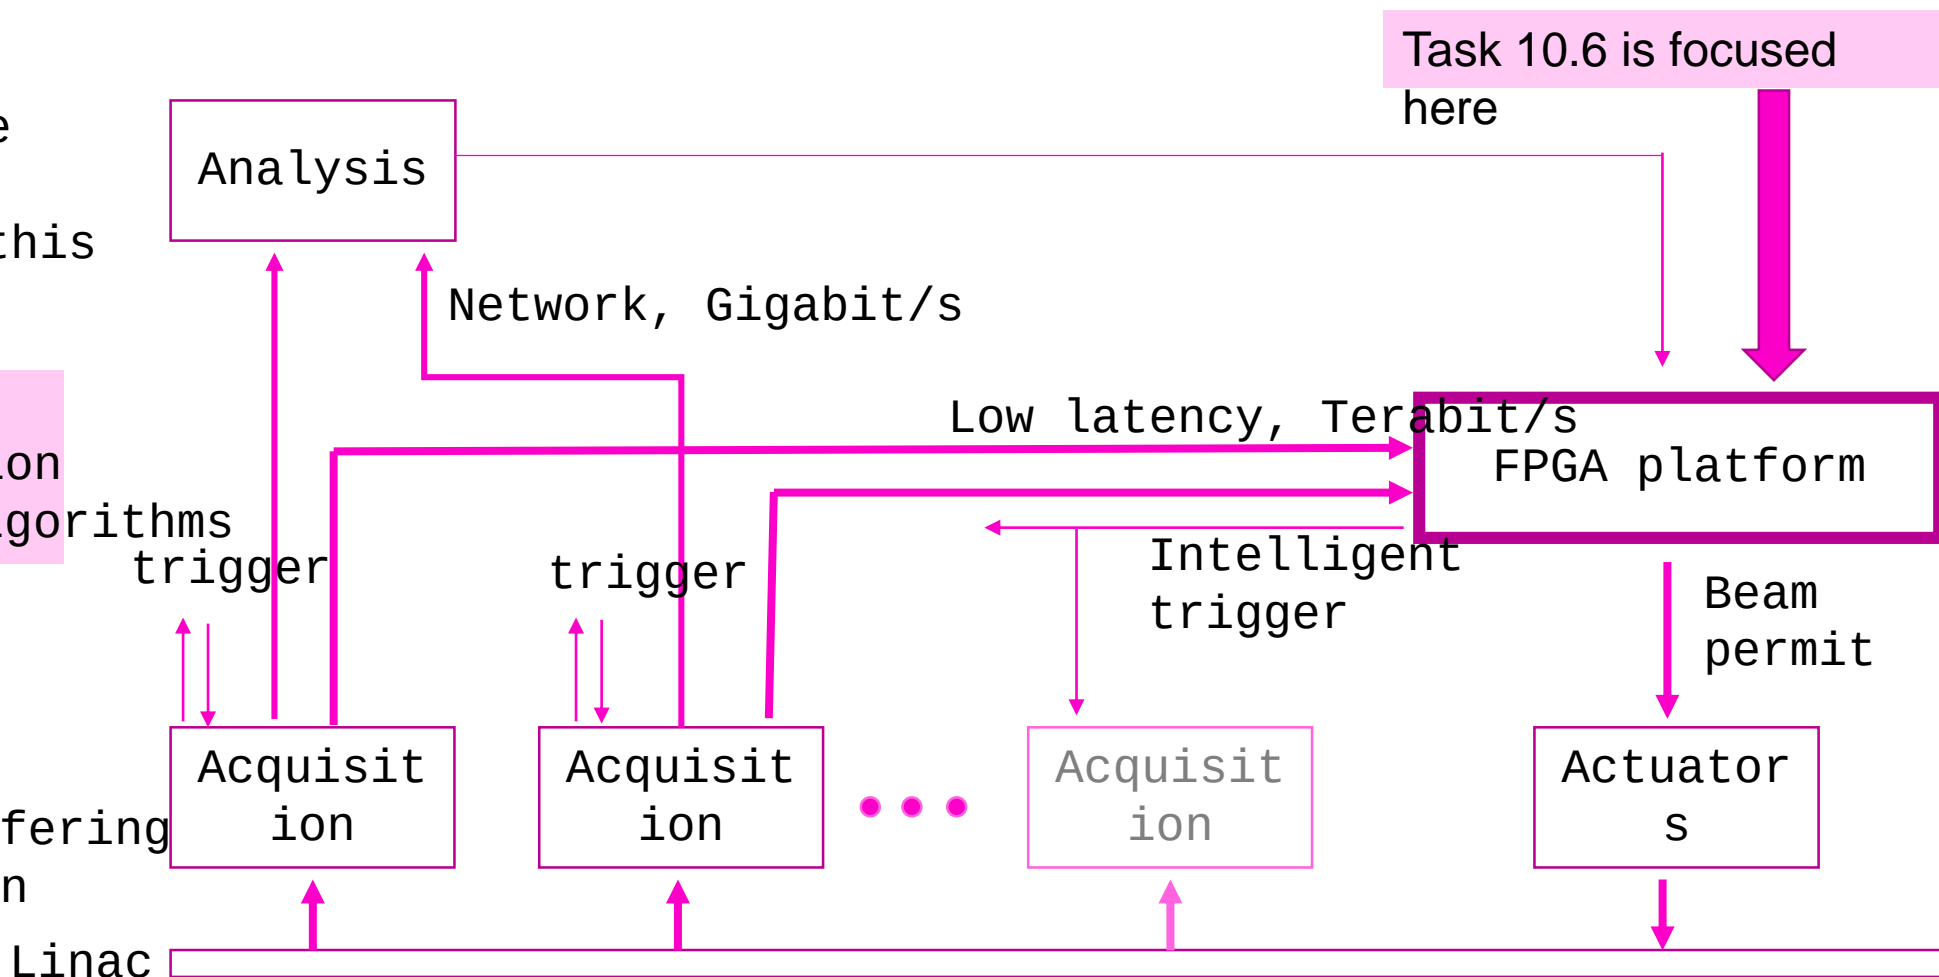 Task 10.6 is focused
here
Analysis
this
Network, Gigabit/s
Low latency, Terabit/s
FPGA platform
trigger
trigger
Intelligent
trigger
Beam
permit
Acquisit
ion
Acquisit
ion
Acquisit
ion
Actuator
s
Linac